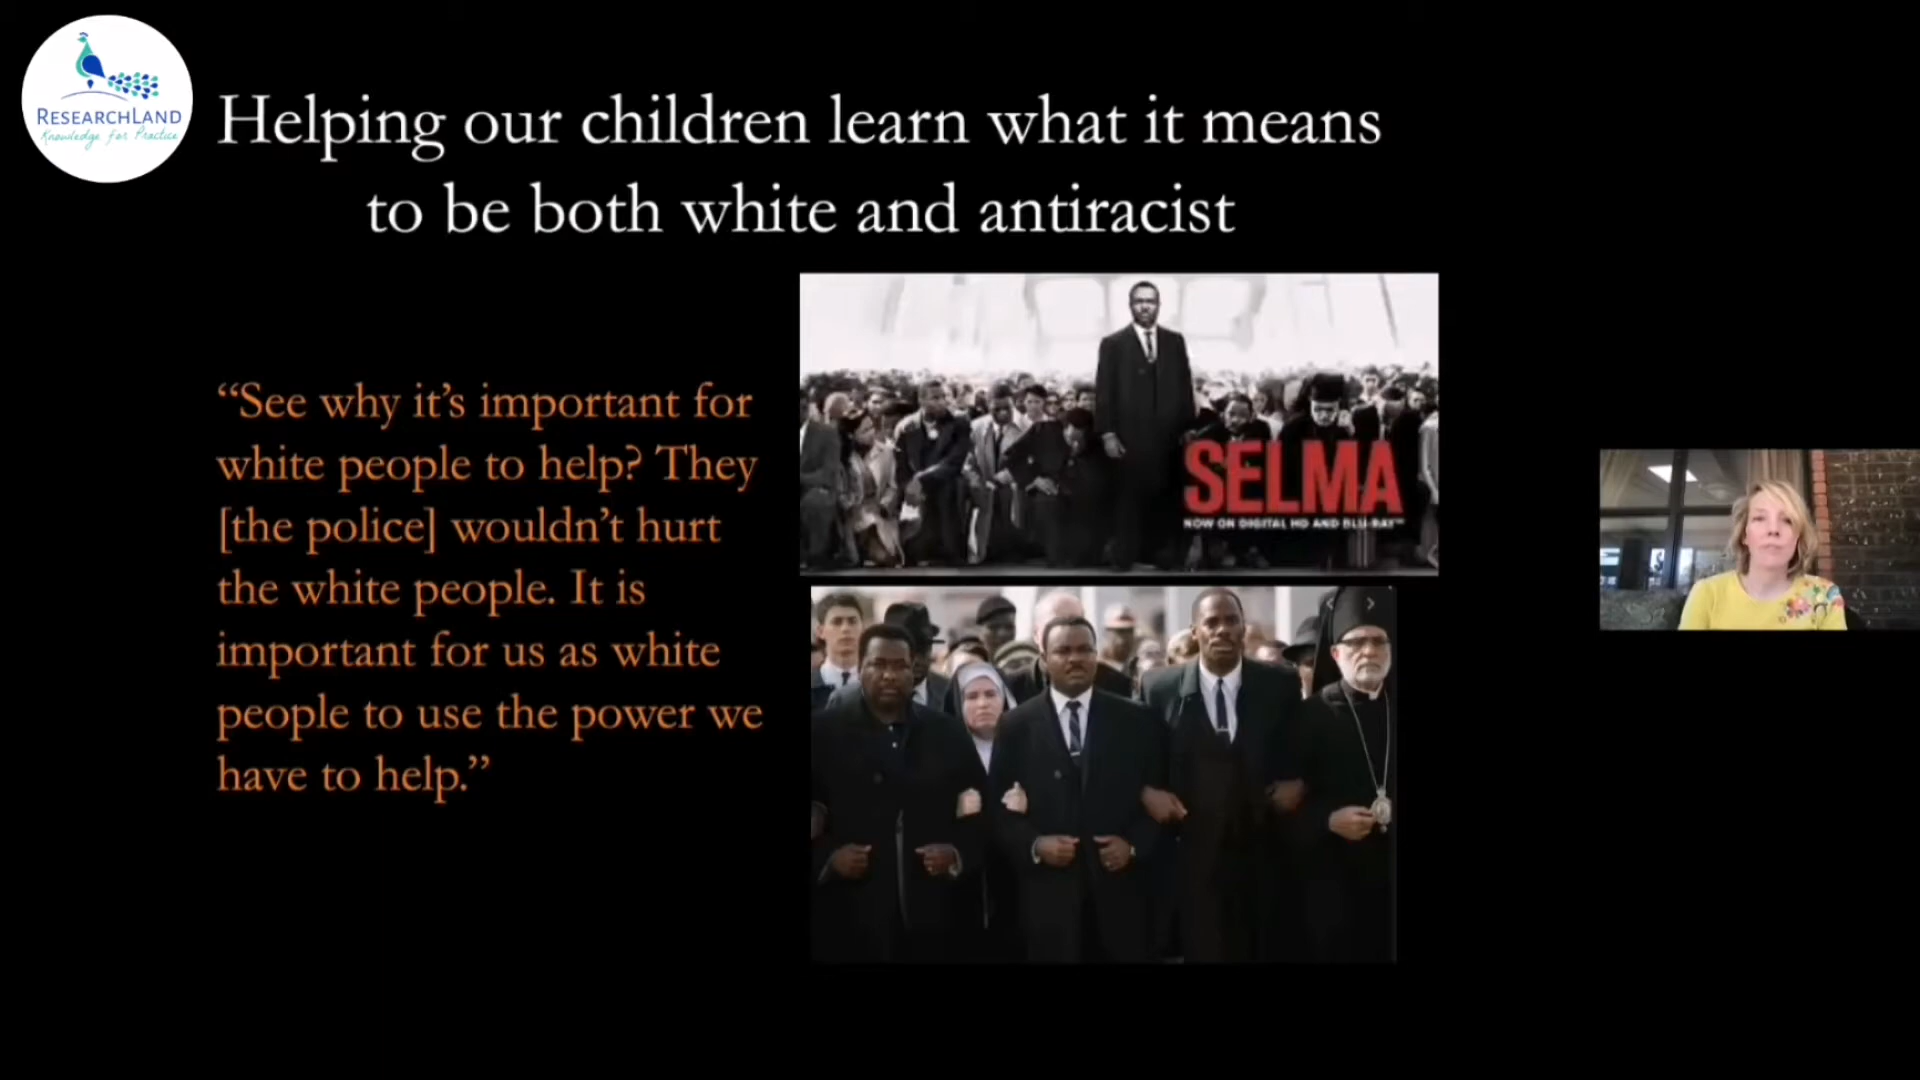 RESEARCHLAND
Knowledge for Practice
Helping our children learn what it means
to be both white and antiracist
“See why it’s important for
white people to help? They
[the police] wouldn’t hurt
the white people. It is
important for us as white
people to use the power we
have to help.”
SELMA
NOW ON DIGITAL HD AND BLU-RAY™